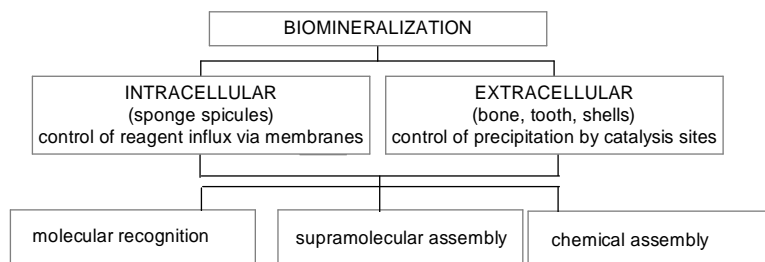 BIOMINERALIZATION
INTRACELLULAR
(sponge spicules)
control of reagent influx via membranes
EXTRACELLULAR
(bone, tooth, shells)
control of precipitation by catalysis sites
molecular recognition
supramolecular assembly
chemical assembly